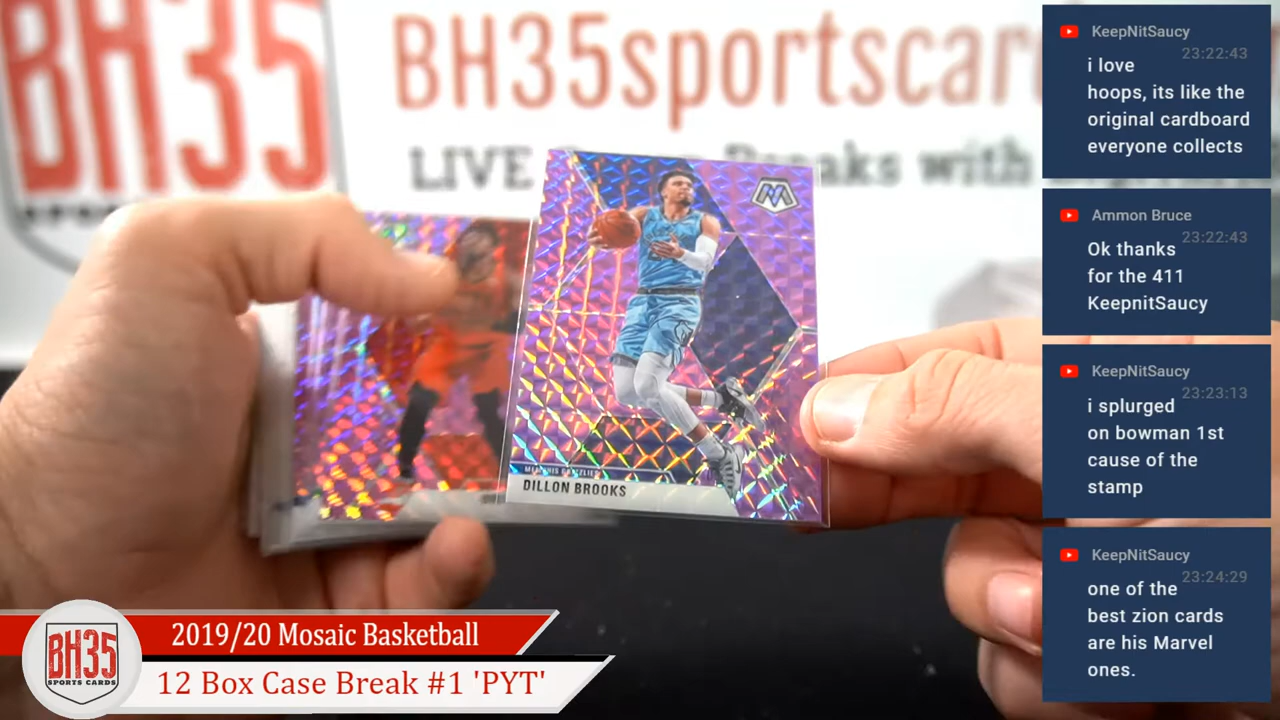 BH35
BH35sportscar
LIVE
Breaks with
MEMPHIS GRIZZLIES
DILLON BROOKS
KeepNitSaucy
23:22:43
i love
hoops, its like the
original cardboard
everyone collects
Ammon Bruce
23:22:43
Ok thanks
for the 411
KeepnitSaucy
KeepNitSaucy
23:23:13
i splurged
on bowman 1st
cause of the
stamp
KeepNitSaucy
23:24:29
one of the
best zion cards
are his Marvel
ones.
BH35
SPORTS CARDS
2019/20 Mosaic Basketball
12 Box Case Break #1 'PYT'